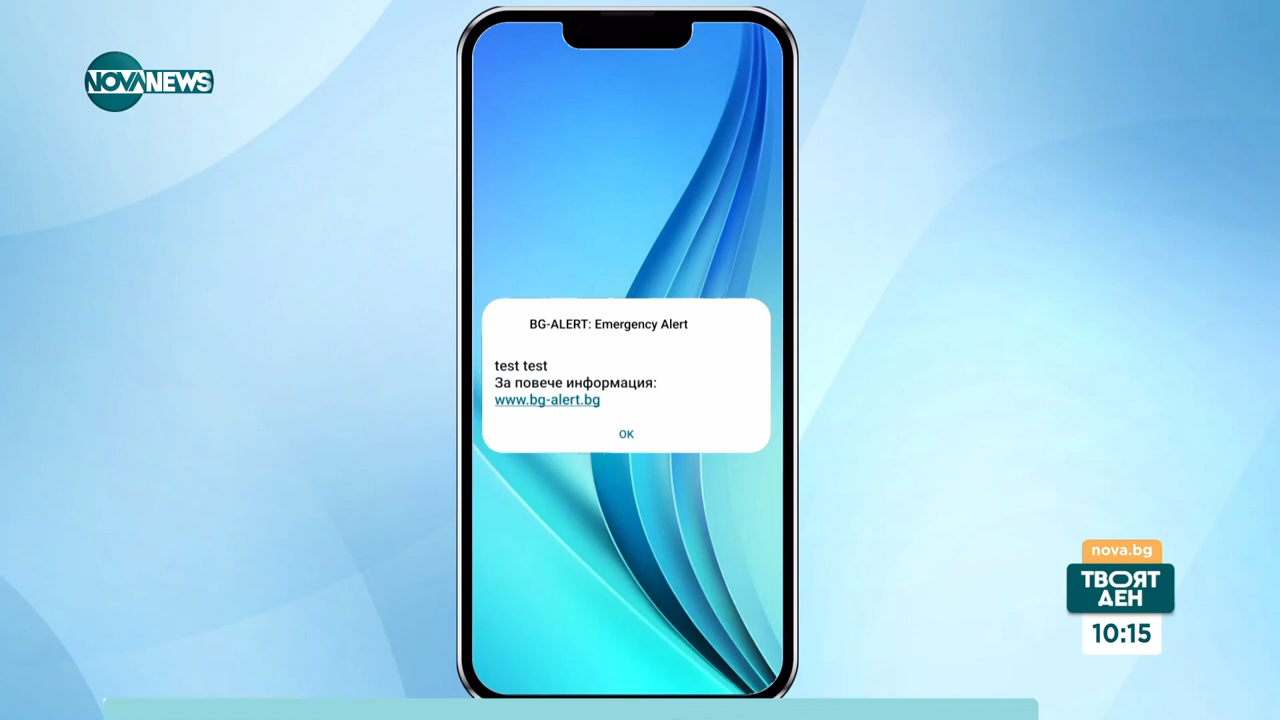 NOVANEWS
BG-ALERT: Emergency Alert
test test
За повече информация:
www.bg-alert.bg
OK
nova.bg
ТВОЯТ
ДЕН
10:15